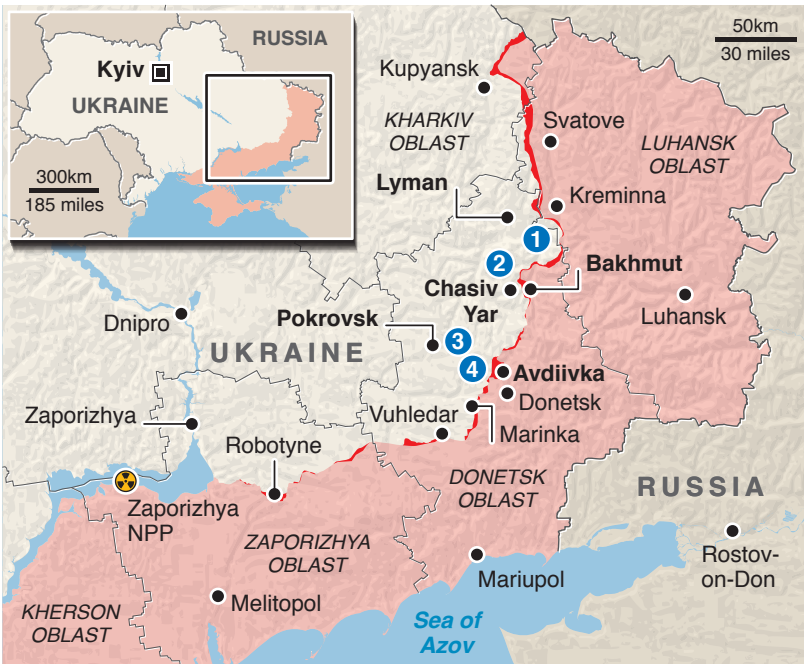 RUSSIA
Kyiv
UKRAINE
300km
185 miles
50km
30 miles
Kupyansk
KHARKIV
OBLAST
Svatove
LUHANSK
OBLAST
Lyman
Kreminna
1
2
Bakhmut
Chasiv
Yar
Luhansk
Dnipro
Pokrovsk
UKRAINE
3
4
Avdiivka
Donetsk
Zaporizhya
Vuhledar
Marinka
Robotyne
DONETSK
OBLAST
RUSSIA
Zaporizhya
NPP
ZAPORIZHYA
OBLAST
Mariupol
Rostov-
on-Don
Melitopol
KHERSON
OBLAST
Sea of
Azov